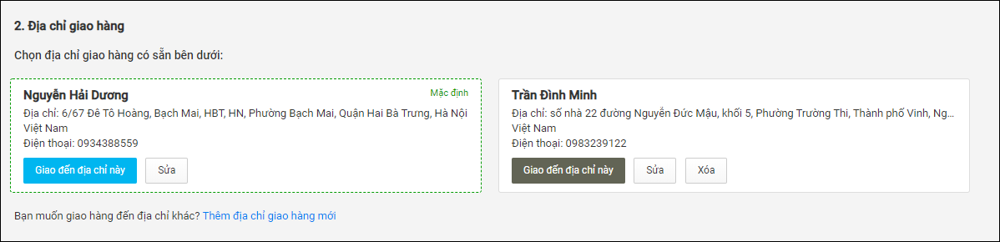 2. Địa chỉ giao hàng
Chọn địa chỉ giao hàng có sẵn bên dưới:
Nguyễn Hải Dương
Mặc định
Địa chỉ: 6/67 Đê Tô Hoàng, Bạch Mai, HBT, HN, Phường Bạch Mai, Quận Hai Bà Trưng, Hà Nội
Việt Nam
Điện thoại: 0934388559
Giao đến địa chỉ này
Sửa
Trần Đình Minh
Địa chỉ: số nhà 22 đường Nguyễn Đức Mậu, khối 5, Phường Trường Thi, Thành phố Vinh, Ng...
Việt Nam
Điện thoại: 0983239122
Giao đến địa chỉ này
Sửa
Xóa
Bạn muốn giao hàng đến địa chỉ khác? Thêm địa chỉ giao hàng mới